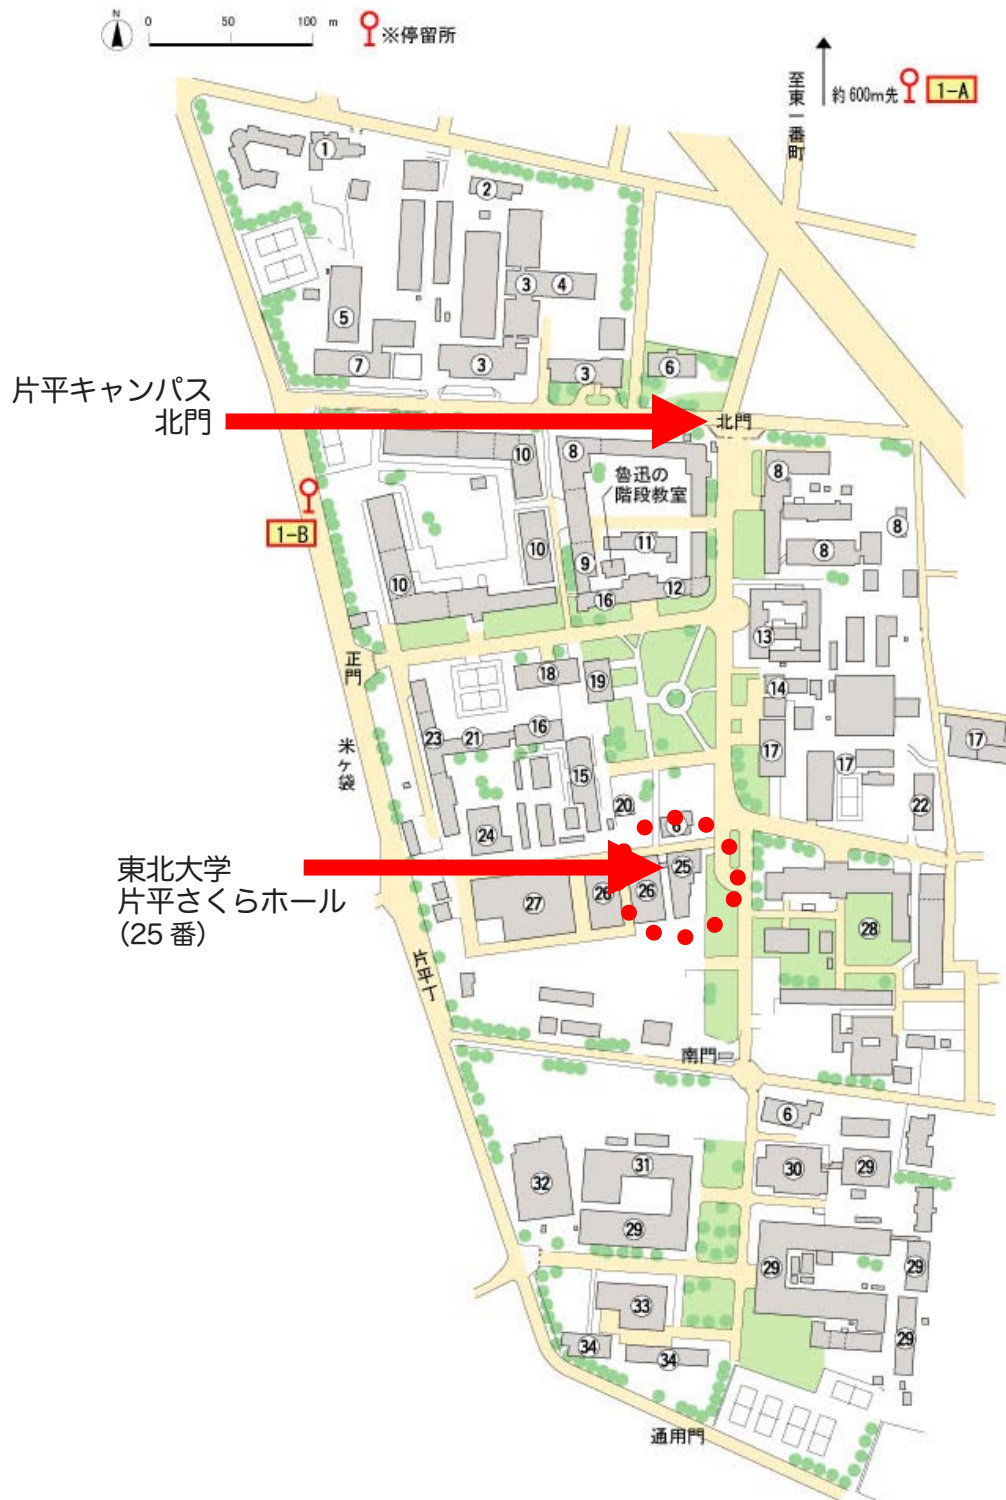 N
0 50 100 m
※停留所
至東一番町
約600m先
1-A
①
②
③ ④
⑤
⑦
③
③
⑥
片平キャンパス
北門
北門
⑩
⑧
⑧
魯迅の
階段教室
1-B
⑧
⑩
⑪
⑧
⑨
⑩
⑫
⑯
⑬
正門
⑱
⑲
⑭
米ヶ袋
㉓
㉑
⑯
⑰
⑰
⑮
⑰
⑳
㉒
6
㉔
東北大学
片平さくらホール
(25 番)
㉕
㉖
㉖
㉗
㉘
片平丁
南門
⑥
㉛
㉚
㉙
㉜
㉙
㉙
㉙
㉝
㉙
㉞
㉞
通用門